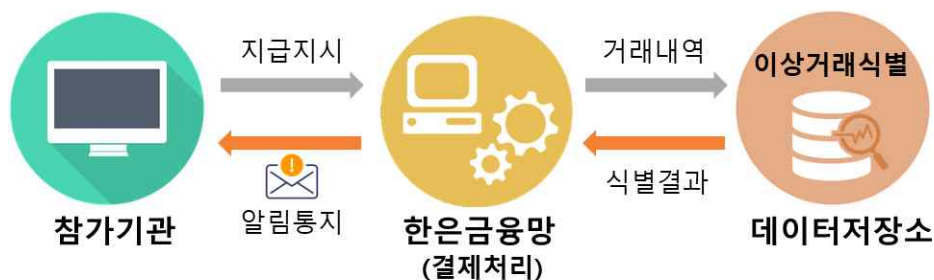 지급지시
거래내역
이상거래식별
알림통지
식별결과
참가기관
한은금융망
(결제처리)
데이터저장소